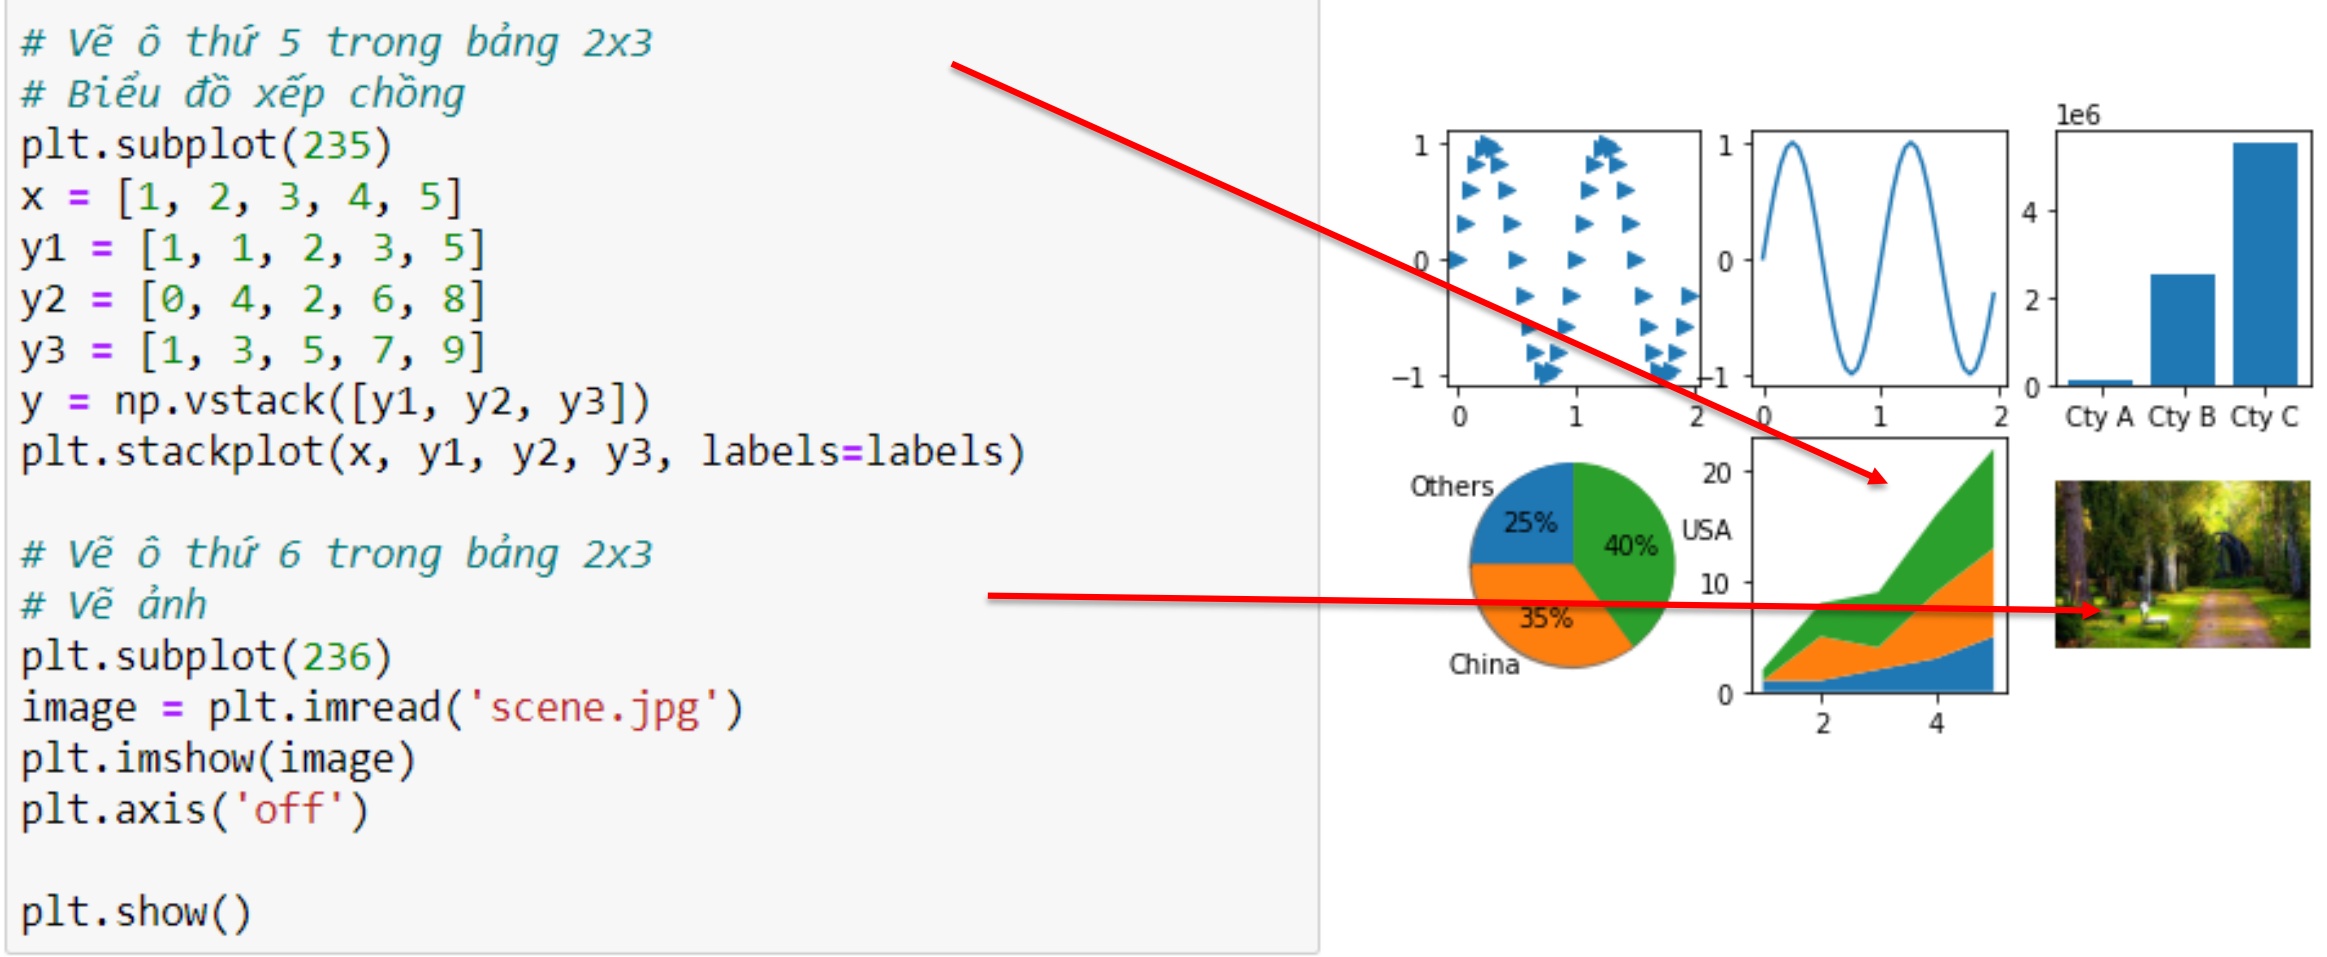 # Vẽ ô thứ 5 trong bảng 2x3
# Biểu đồ xếp chồng
plt.subplot(235)
x = [1, 2, 3, 4, 5]
y1 = [1, 1, 2, 3, 5]
y2 = [0, 4, 2, 6, 8]
y3 = [1, 3, 5, 7, 9]
y = np.vstack([y1, y2, y3])
plt.stackplot(x, y1, y2, y3, labels=labels)
# Vẽ ô thứ 6 trong bảng 2x3
# Vẽ ảnh
plt.subplot(236)
image = plt.imread('scene.jpg')
plt.imshow(image)
plt.axis('off')
plt.show()
1
0
−1
0 1 2
1
0
−1
0 1 2
1e6
4
2
0
Cty A Cty B Cty C
Others
25%
40%
USA
35%
China
20
10
0
2 4